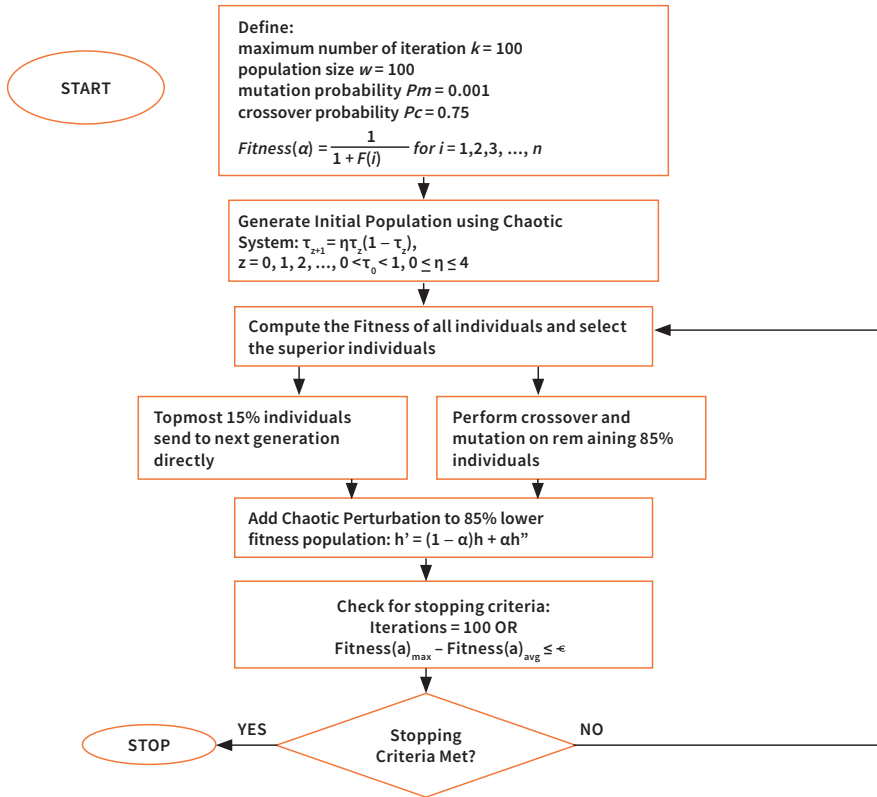 START
Define:
maximum number of iteration k = 100
population size w = 100
mutation probability Pm = 0.001
crossover probability Pc = 0.75
Fitness(α) = 1 / 1 + F(i) for i = 1,2,3, ..., n
Generate Initial Population using Chaotic
System: τz+1 = ητz(1 – τz),
z = 0, 1, 2, ..., 0 <τ0< 1, 0 ≤ η ≤ 4
Compute the Fitness of all individuals and select
the superior individuals
Topmost 15% individuals
send to next generation
directly
Perform crossover and
mutation on rem aining 85%
individuals
Add Chaotic Perturbation to 85% lower
fitness population: h’ = (1 – α)h + αh”
Check for stopping criteria:
Iterations = 100 OR
Fitness(a)max – Fitness(a)avg ≤ ∊
Stopping
Criteria Met?
YES
NO
STOP